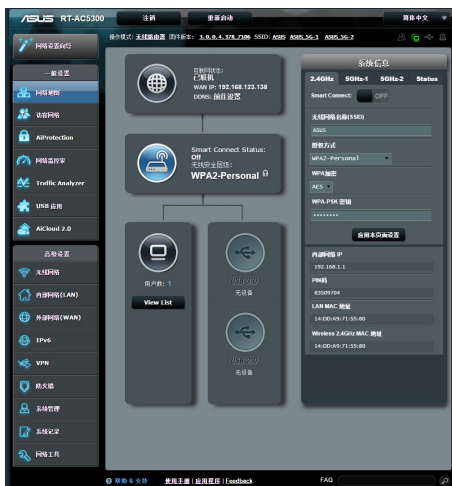 ASUS RT-AC5300 注销 重新启动 简体中文
操作模式: 无线路由器 固件版本: 3.0.0.4.378_7106 SSID: ASUS ASUS_5G-1 ASUS_5G-2
网络设置向导
一般设置
网络地图
访客网络
AiProtection
网络监控家
Traffic Analyzer
USB 应用
AiCloud 2.0
高级设置
无线网络
内部网络(LAN)
外部网络(WAN)
IPv6
VPN
防火墙
系统管理
系统记录
网络工具
互联网状态:
已联机
WAN IP: 192.168.123.138
DDNS: 前往设置
Smart Connect Status:
Off
无线安全层级:
WPA2-Personal
用户数: 1
View List
USB 2.0
无设备
USB 3.0
无设备
系统信息
2.4GHz 5GHz-1 5GHz-2 Status
Smart Connect: OFF
无线网络名称(SSID)
ASUS
授权方式
WPA2-Personal
WPA加密
AES
WPA-PSK 密钥
••••••••
应用本页面设置
内部网络 IP
192.168.1.1
PIN码
83509704
LAN MAC 地址
14:DD:A9:71:55:80
Wireless 2.4GHz MAC 地址
14:DD:A9:71:55:80
帮助 & 支持 使用手册 | 应用程序 | Feedback FAQ